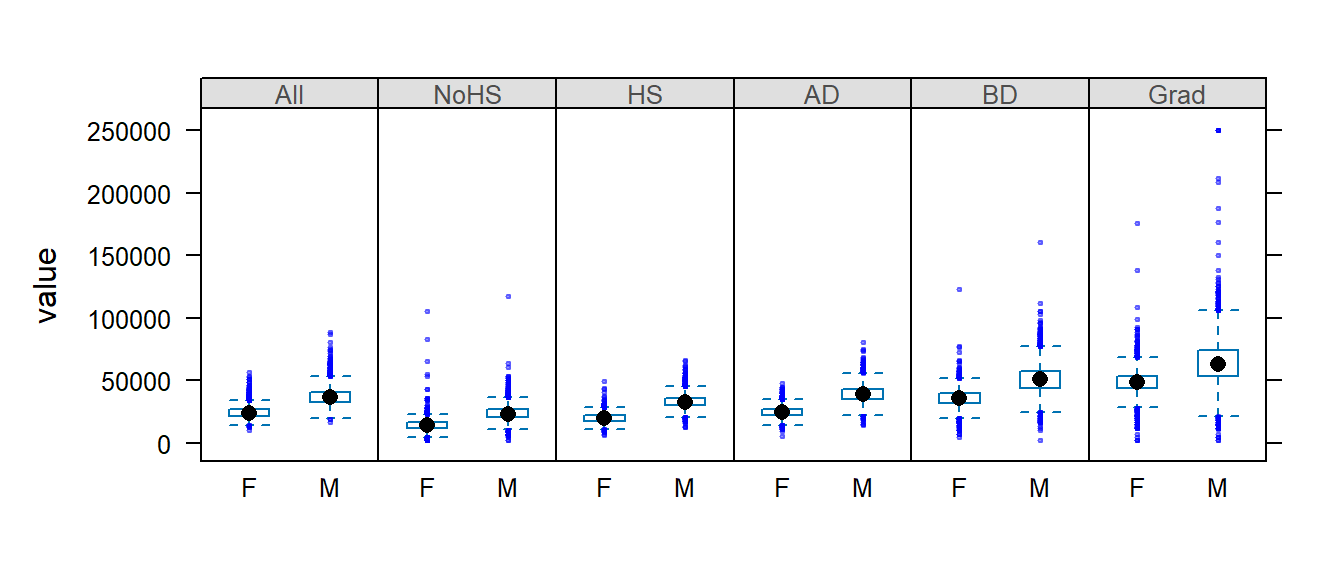 All NoHS HS AD BD Grad
250000
200000
150000
100000
50000
0
value
F M F M F M F M F M F M